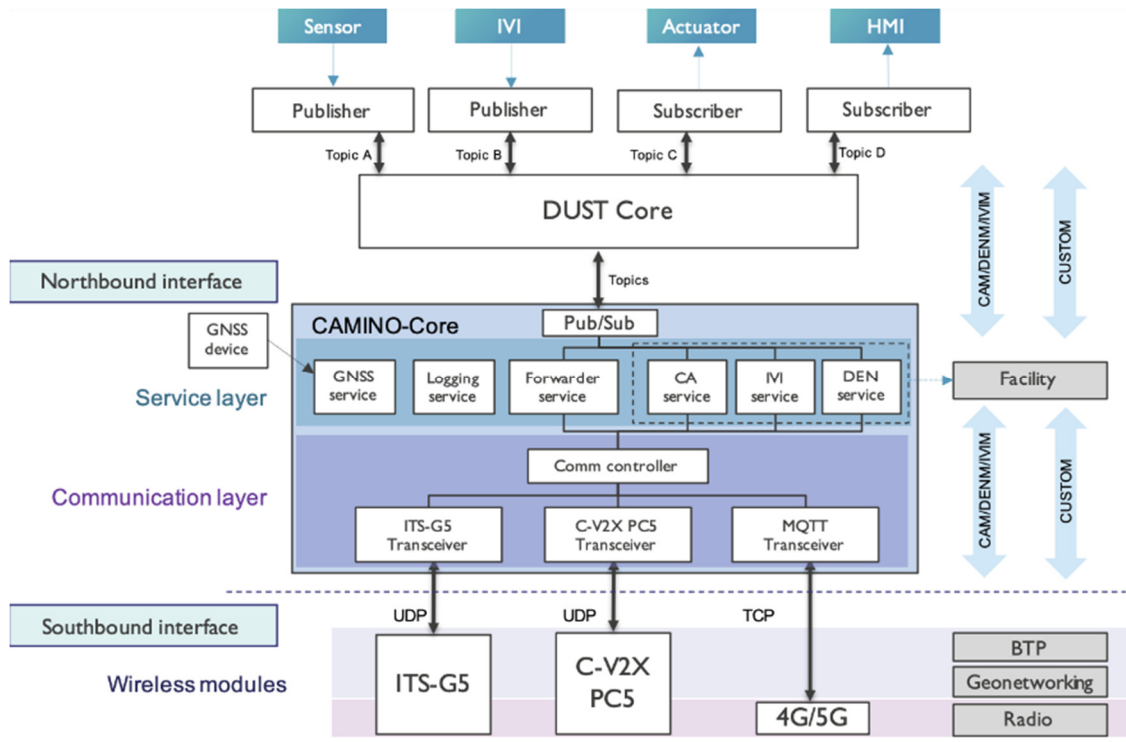 Sensor
IVI
Actuator
HMI
Publisher
Publisher
Subscriber
Subscriber
Topic A
Topic B
Topic C
Topic D
DUST Core
CAM/DENM/IVIM
CUSTOM
Northbound interface
Topics
CAMINO-Core
Pub/Sub
GNSS
device
Service layer
GNSS
service
Logging
service
Forwarder
service
CA
service
IVI
service
DEN
service
Facility
Communication layer
Comm controller
ITS-G5
Transceiver
C-V2X PC5
Transceiver
MQTT
Transceiver
CAM/DENM/IVIM
CUSTOM
Southbound interface
UDP
UDP
TCP
Wireless modules
ITS-G5
C-V2X
PC5
4G/5G
BTP
Geonetworking
Radio